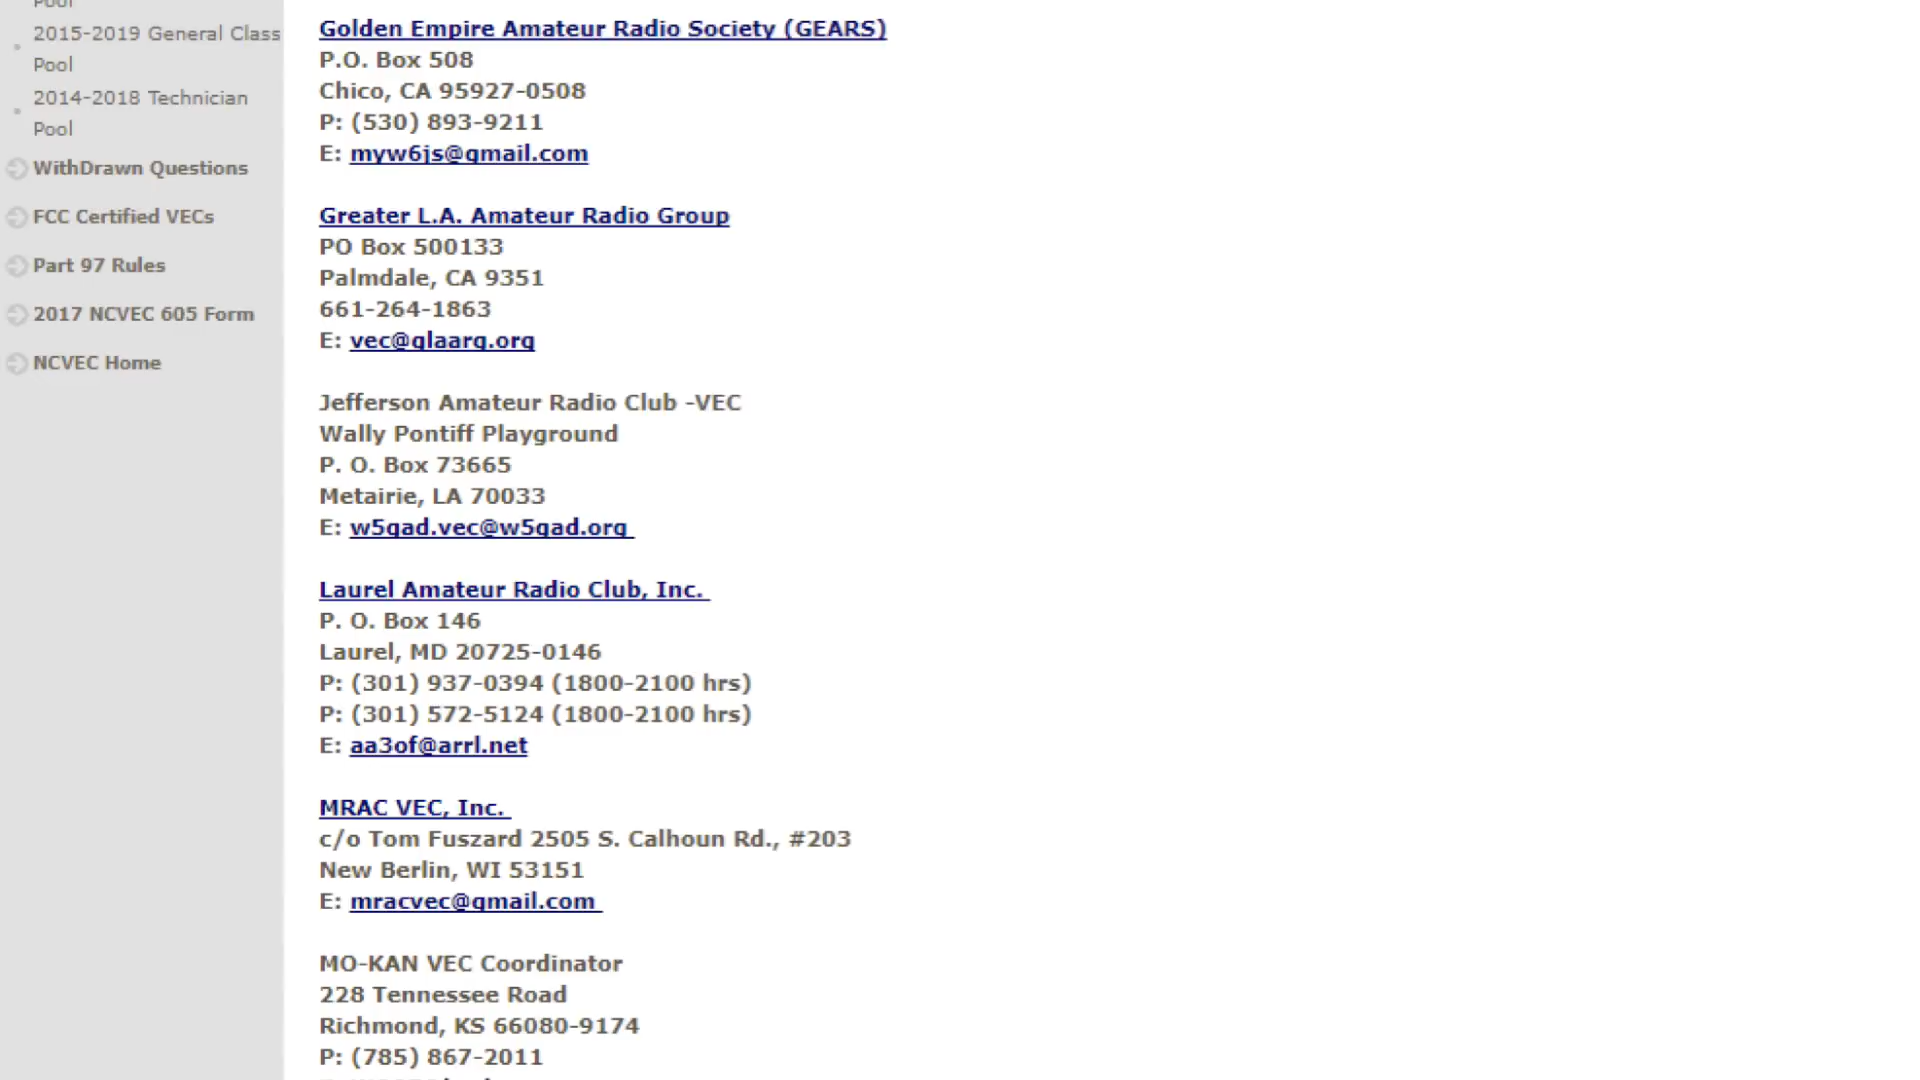 Pool
2015-2019 General Class
Pool
2014-2018 Technician
Pool
WithDrawn Questions
FCC Certified VECs
Part 97 Rules
2017 NCVEC 605 Form
NCVEC Home
Golden Empire Amateur Radio Society (GEARS)
P.O. Box 508
Chico, CA 95927-0508
P: (530) 893-9211
E: myw6js@gmail.com
Greater L.A. Amateur Radio Group
PO Box 500133
Palmdale, CA 9351
661-264-1863
E: vec@glaarg.org
Jefferson Amateur Radio Club -VEC
Wally Pontiff Playground
P. O. Box 73665
Metairie, LA 70033
E: w5gad.vec@w5gad.org
Laurel Amateur Radio Club, Inc.
P. O. Box 146
Laurel, MD 20725-0146
P: (301) 937-0394 (1800-2100 hrs)
P: (301) 572-5124 (1800-2100 hrs)
E: aa3of@arrl.net
MRAC VEC, Inc.
c/o Tom Fuszard 2505 S. Calhoun Rd., #203
New Berlin, WI 53151
E: mracvec@gmail.com
MO-KAN VEC Coordinator
228 Tennessee Road
Richmond, KS 66080-9174
P: (785) 867-2011